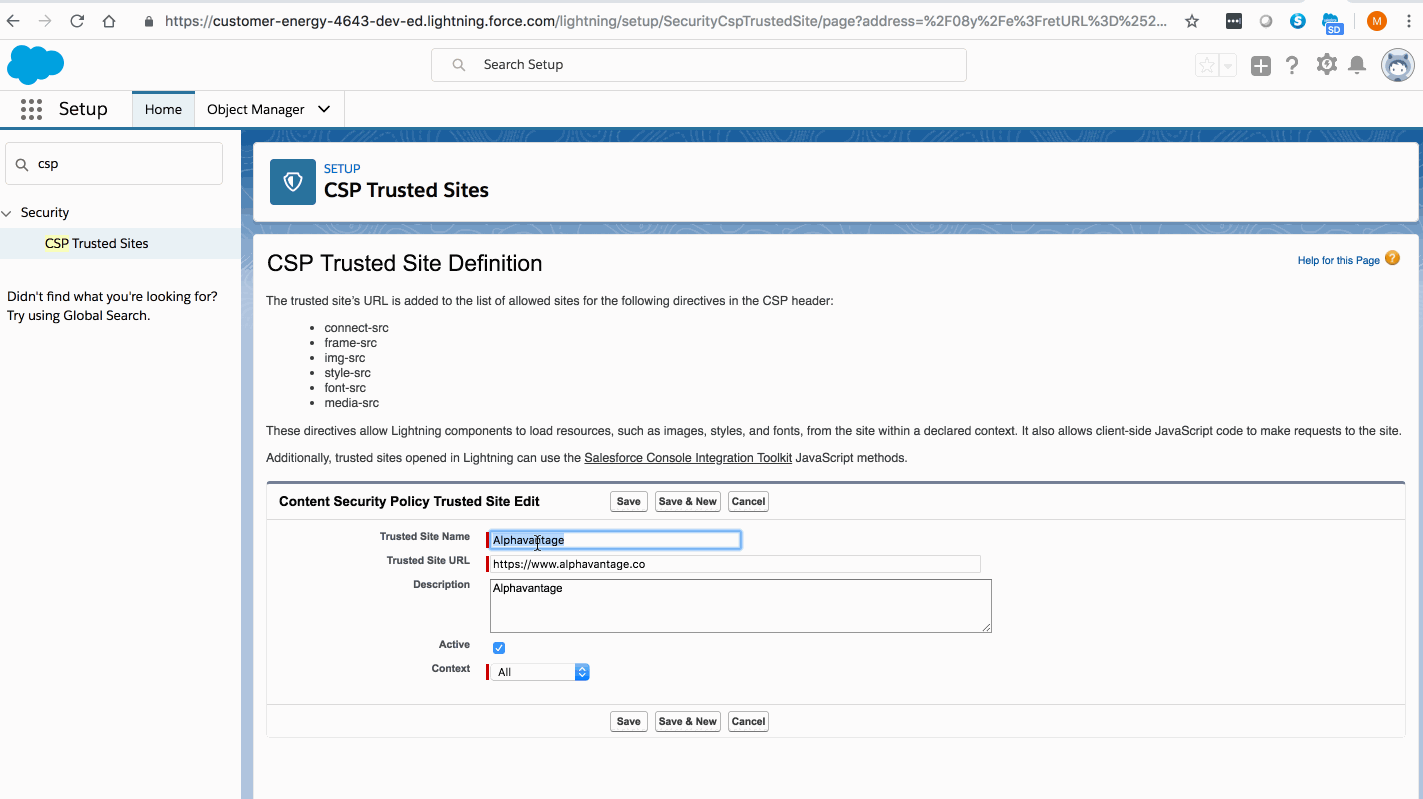 https://customer-energy-4643-dev-ed.lightning.force.com/lightning/setup/SecurityCspTrustedSite/page?address=%2F08y%2Fe%3FretURL%3D%252...
SD
M
Search Setup
Setup
Home
Object Manager
csp
Security
CSP Trusted Sites
Didn't find what you're looking for?
Try using Global Search.
SETUP
CSP Trusted Sites
CSP Trusted Site Definition
Help for this Page ?
The trusted site's URL is added to the list of allowed sites for the following directives in the CSP header:
• connect-src
• frame-src
• img-src
• style-src
• font-src
• media-src
These directives allow Lightning components to load resources, such as images, styles, and fonts, from the site within a declared context. It also allows client-side JavaScript code to make requests to the site.
Additionally, trusted sites opened in Lightning can use the Salesforce Console Integration Toolkit JavaScript methods.
Content Security Policy Trusted Site Edit
Save
Save & New
Cancel
Trusted Site Name
Alphavantage
Trusted Site URL
https://www.alphavantage.co
Description
Alphavantage
Active
Context
All
Save
Save & New
Cancel